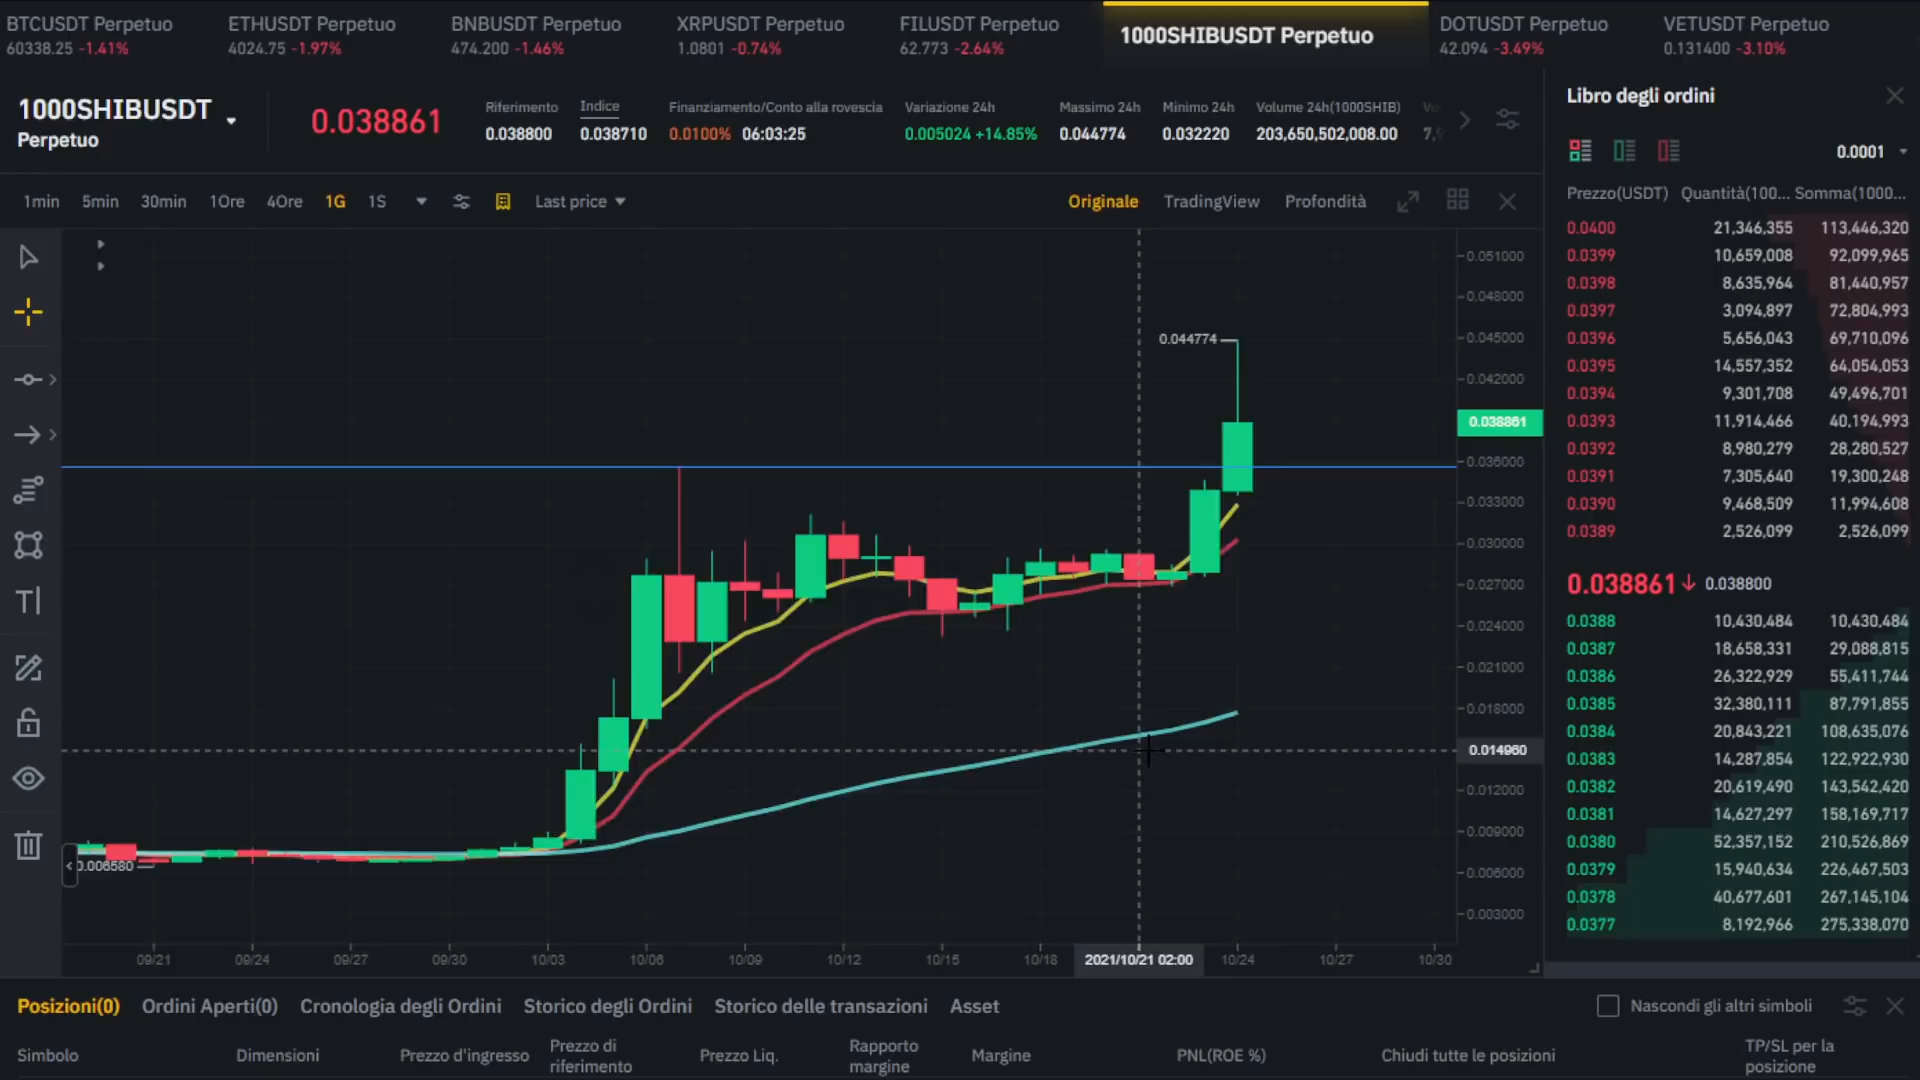 BTCUSDT Perpetuo
60338.25 -1.41%
ETHUSDT Perpetuo
4024.75 -1.97%
BNBUSDT Perpetuo
474.200 -1.46%
XRPUSDT Perpetuo
1.0801 -0.74%
FILUSDT Perpetuo
62.773 -2.64%
1000SHIBUSDT Perpetuo
DOTUSDT Perpetuo
42.094 -3.49%
VETUSDT Perpetuo
0.131400 -3.10%
1000SHIBUSDT
Perpetuo
0.038861
Riferimento
0.038800
Indice
0.038710
Finanziamento/Conto alla rovescia
0.0100% 06:03:25
Variazione 24h
0.005024 +14.85%
Massimo 24h
0.044774
Minimo 24h
0.032220
Volume 24h(1000SHIB)
203,650,502,008.00
1min 5min 30min 1Ore 4Ore 1G 1S Last price Originale TradingView Profondità
0.051000
0.048000
0.045000
0.042000
0.038861
0.036000
0.033000
0.030000
0.027000
0.024000
0.021000
0.018000
0.014960
0.012000
0.009000
0.006000
0.003000
0.044774
0.006580
09/21 09/24 09/27 09/30 10/03 10/06 10/09 10/12 10/15 10/18 2021/10/21 02:00 10/24 10/27 10/30
Libro degli ordini
0.0001
Prezzo(USDT) Quantità(100... Somma(1000...
0.0400 21,346,355 113,446,320
0.0399 10,659,008 92,099,965
0.0398 8,635,964 81,440,957
0.0397 3,094,897 72,804,993
0.0396 5,656,043 69,710,096
0.0395 14,557,352 64,054,053
0.0394 9,301,708 49,496,701
0.0393 11,914,466 40,194,993
0.0392 8,980,279 28,280,527
0.0391 7,305,640 19,300,248
0.0390 9,468,509 11,994,608
0.0389 2,526,099 2,526,099
0.038861↓ 0.038800
0.0388 10,430,484 10,430,484
0.0387 18,658,331 29,088,815
0.0386 26,322,929 55,411,744
0.0385 32,380,111 87,791,855
0.0384 20,843,221 108,635,076
0.0383 14,287,854 122,922,930
0.0382 20,619,490 143,542,420
0.0381 14,627,297 158,169,717
0.0380 52,357,152 210,526,869
0.0379 15,940,634 226,467,503
0.0378 40,677,601 267,145,104
0.0377 8,192,966 275,338,070
Posizioni(0) Ordini Aperti(0) Cronologia degli Ordini Storico degli Ordini Storico delle transazioni Asset
Nascondi gli altri simboli
Simbolo
Dimensioni
Prezzo d'ingresso
Prezzo di
riferimento
Prezzo Liq.
Rapporto
margine
Margine
PNL(ROE %)
Chiudi tutte le posizioni
TP/SL per la
posizione